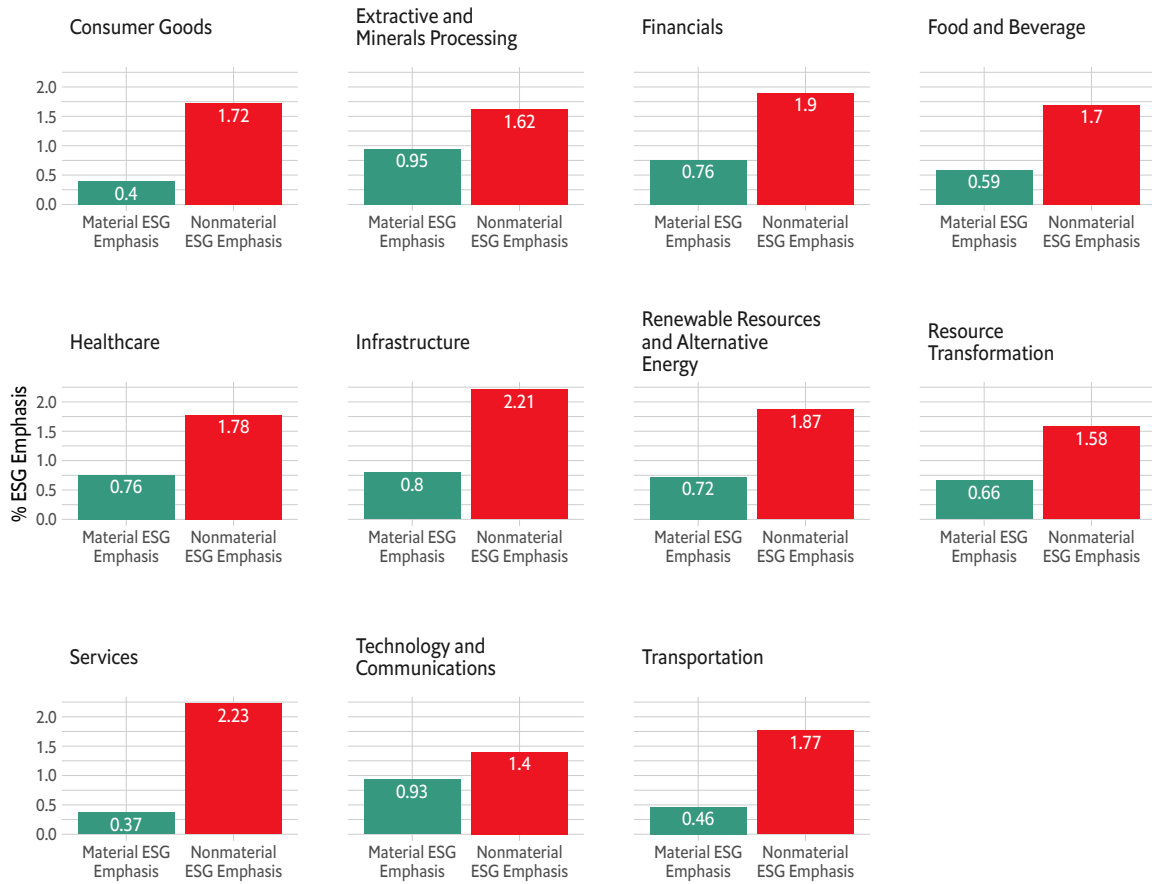 Consumer Goods
Extractive and
Minerals Processing
Financials
Food and Beverage
2.0
1.5
1.0
0.5
0.0
0.4
1.72
0.95
1.62
0.76
1.9
0.59
1.7
Material ESG
Emphasis
Nonmaterial
ESG Emphasis
Material ESG
Emphasis
Nonmaterial
ESG Emphasis
Material ESG
Emphasis
Nonmaterial
ESG Emphasis
Material ESG
Emphasis
Nonmaterial
ESG Emphasis
% ESG Emphasis
Healthcare
Infrastructure
Renewable Resources
and Alternative
Energy
Resource
Transformation
2.0
1.5
1.0
0.5
0.0
0.76
1.78
0.8
2.21
0.72
1.87
0.66
1.58
Material ESG
Emphasis
Nonmaterial
ESG Emphasis
Material ESG
Emphasis
Nonmaterial
ESG Emphasis
Material ESG
Emphasis
Nonmaterial
ESG Emphasis
Material ESG
Emphasis
Nonmaterial
ESG Emphasis
Services
Technology and
Communications
Transportation
2.0
1.5
1.0
0.5
0.0
0.37
2.23
0.93
1.4
0.46
1.77
Material ESG
Emphasis
Nonmaterial
ESG Emphasis
Material ESG
Emphasis
Nonmaterial
ESG Emphasis
Material ESG
Emphasis
Nonmaterial
ESG Emphasis